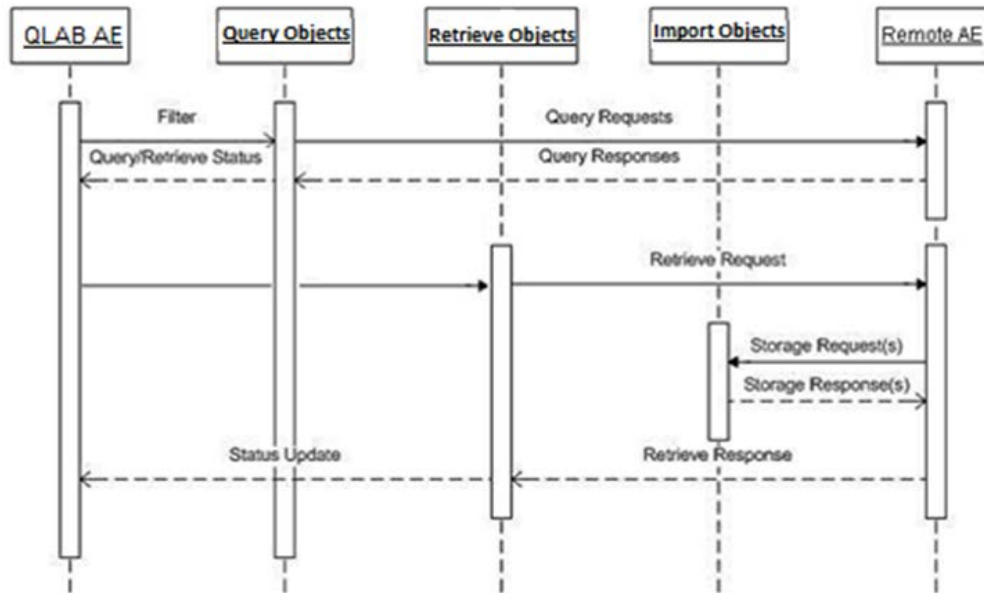 QLAB AE
Query Objects
Retrieve Objects
Import Objects
Remote AE
Filter
Query Requests
Query/Retrieve Status
Query Responses
Retrieve Request
Storage Request(s)
Storage Response(s)
Status Update
Retrieve Response